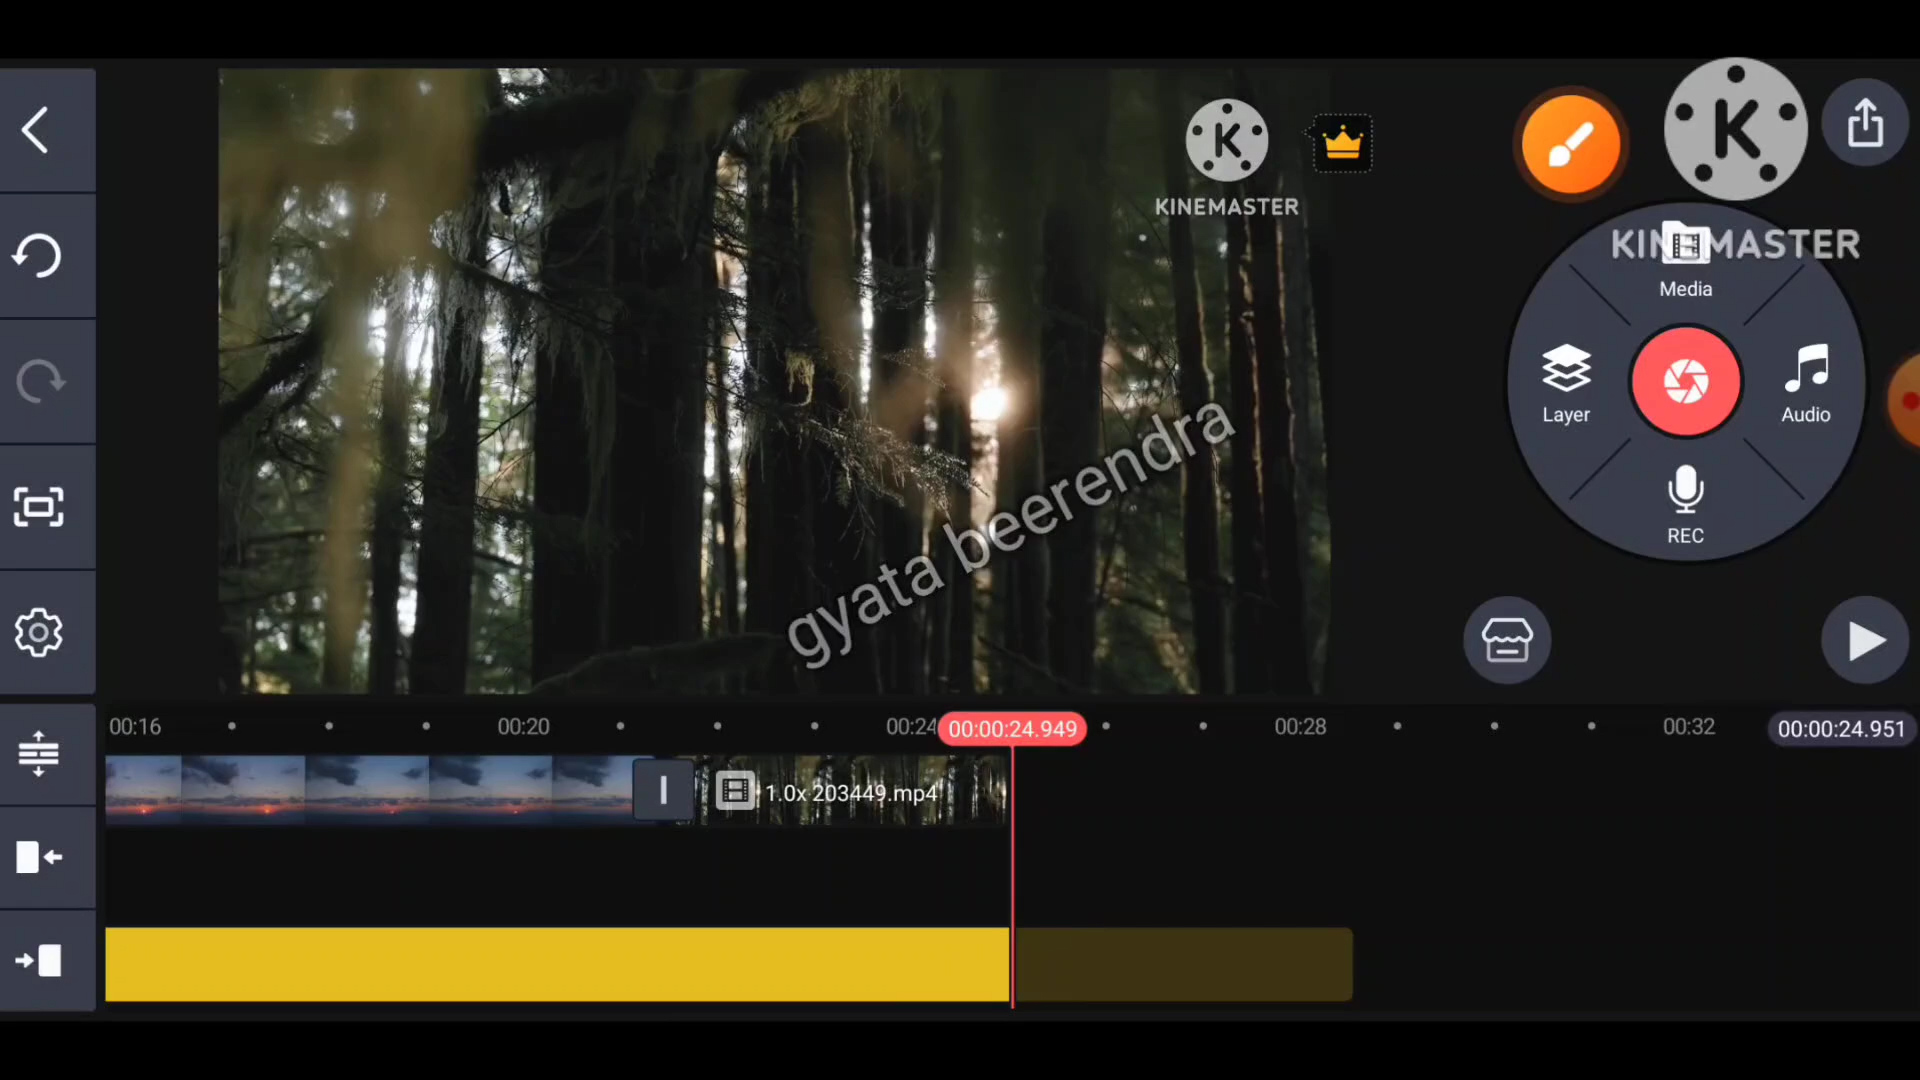 KINEMASTER
KINEMASTER
Media
Layer
Audio
REC
gyata beerendra
00:16
00:20
00:24
00:00:24.949
00:28
00:32
00:00:24.951
1.0x 203449.mp4